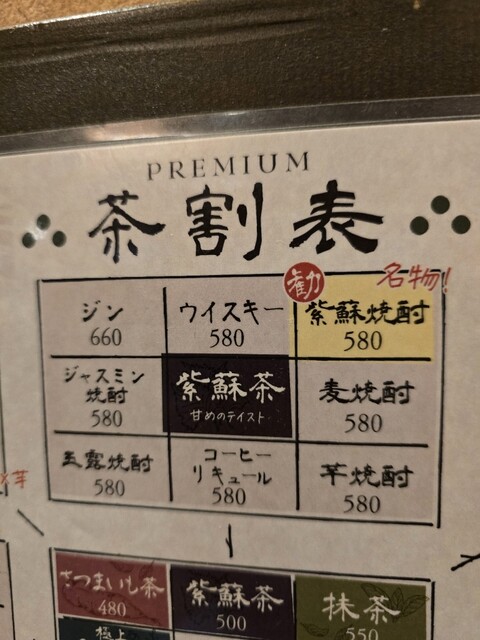 PREMIUM
茶割表
勧
名物!
ジン
660
ウイスキー
580
紫蘇焼酎
580
ジャスミン
焼酎
580
紫蘇茶
甘めのテイスト
麦焼酎
580
玉露焼酎
580
コーヒー
リキュール
580
芋焼酎
580
×芋
さつまいも茶
480
紫蘇茶
500
抹茶
550
極上